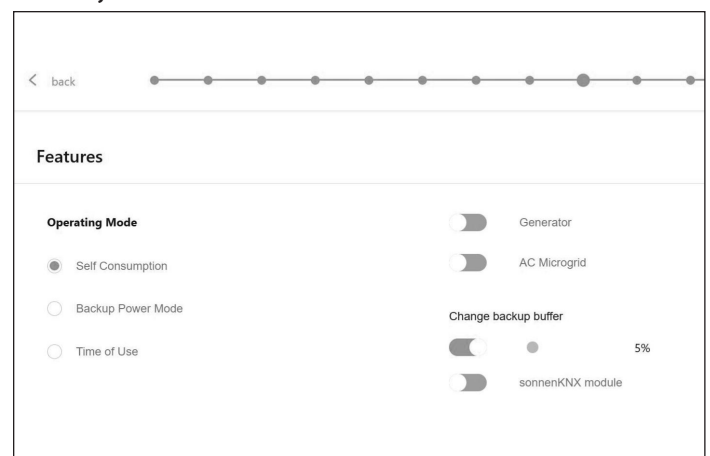 back
Features
Operating Mode
Self Consumption
Backup Power Mode
Time of Use
Generator
AC Microgrid
Change backup buffer
5%
sonnenKNX module